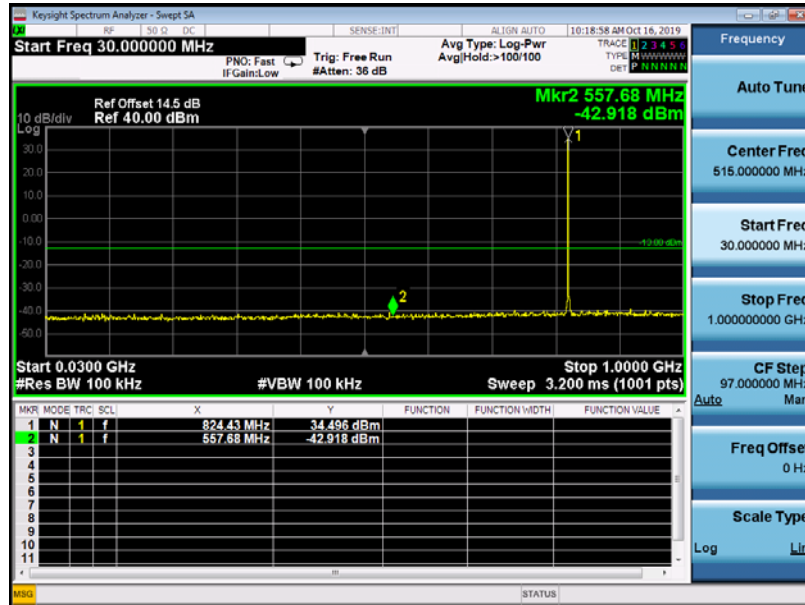 Keysight Spectrum Analyzer - Swept SA
RF 50 Ω DC SENSE:INT ALIGN AUTO 10:18:58 AM Oct 16, 2019
Start Freq 30.000000 MHz
PNO: Fast
IFGain:Low
Trig: Free Run
#Atten: 36 dB
Avg Type: Log-Pwr
Avg|Hold:>100/100
TRACE 1 2 3 4 5 6
TYPE M W W W W W
DET P N N N N N
Ref Offset 14.5 dB
Ref 40.00 dBm
10 dB/div
Log
Mkr2 557.68 MHz
-42.918 dBm
30.0
20.0
10.0
0.00
-10.0
-20.0
-30.0
-40.0
-50.0
1
2
-13.00 dBm
Start 0.0300 GHz
Stop 1.0000 GHz
#Res BW 100 kHz
#VBW 100 kHz
Sweep 3.200 ms (1001 pts)
MKR MODE TRC SCL X Y FUNCTION FUNCTION WIDTH FUNCTION VALUE
1 N 1 f 824.43 MHz 34.496 dBm
2 N 1 f 557.68 MHz -42.918 dBm
3
4
5
6
7
8
9
10
11
MSG
STATUS
Frequency
Auto Tune
Center Freq
515.000000 MHz
Start Freq
30.000000 MHz
Stop Freq
1.000000000 GHz
CF Step
97.000000 MHz
Auto Man
Freq Offset
0 Hz
Scale Type
Log Lin